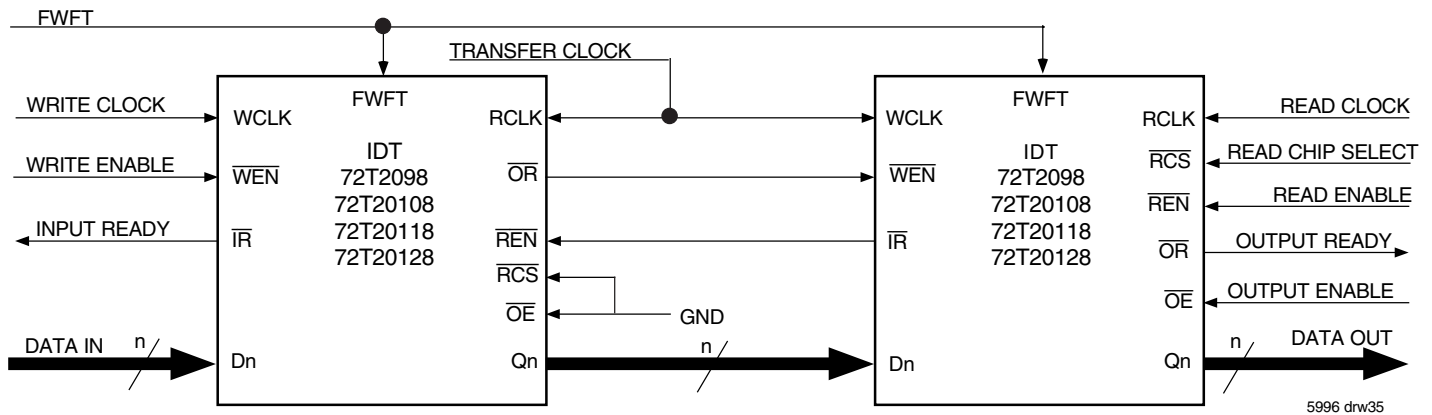 FWFT
TRANSFER CLOCK
WRITE CLOCK
WRITE ENABLE
INPUT READY
DATA IN
n
FWFT
WCLK
RCLK
IDT
72T2098
72T20108
72T20118
72T20128
WEN
OR
IR
REN
RCS
OE
Dn
Qn
GND
n
FWFT
WCLK
RCLK
IDT
72T2098
72T20108
72T20118
72T20128
RCS
WEN
REN
IR
OR
OE
Dn
Qn
READ CLOCK
READ CHIP SELECT
READ ENABLE
OUTPUT READY
OUTPUT ENABLE
n
DATA OUT
5996 drw35